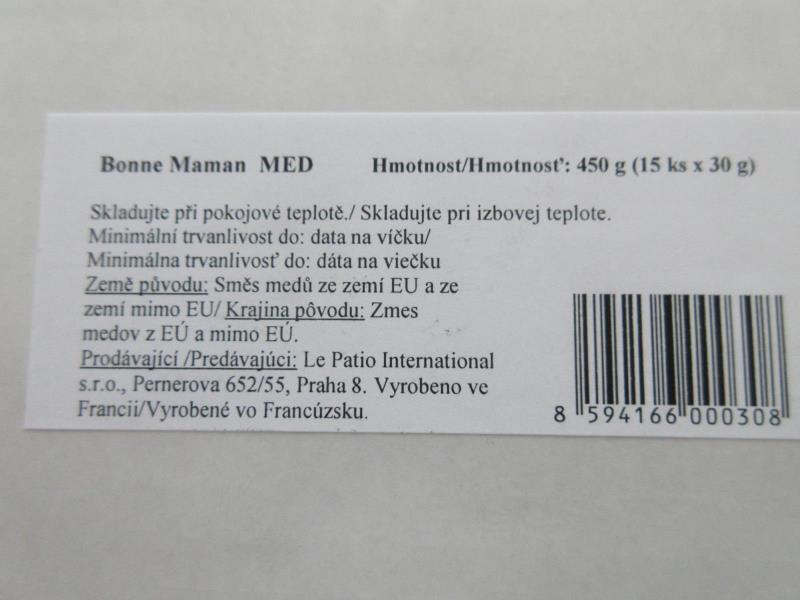 Bonne Maman MED Hmotnost/Hmotnosť: 450 g (15 ks x 30 g)
Skladujte při pokojové teplotě./ Skladujte pri izbovej teplote.
Minimální trvanlivost do: data na víčku/
Minimálna trvanlivosť do: dáta na viečku
Země původu: Směs medů ze zemí EU a ze
zemí mimo EU/ Krajina pôvodu: Zmes
medov z EÚ a mimo EÚ.
Prodávající /Predávajúci: Le Patio International
s.r.o., Pernerova 652/55, Praha 8. Vyrobeno ve
Francii/Vyrobené vo Francúzsku.
8 594166 000308